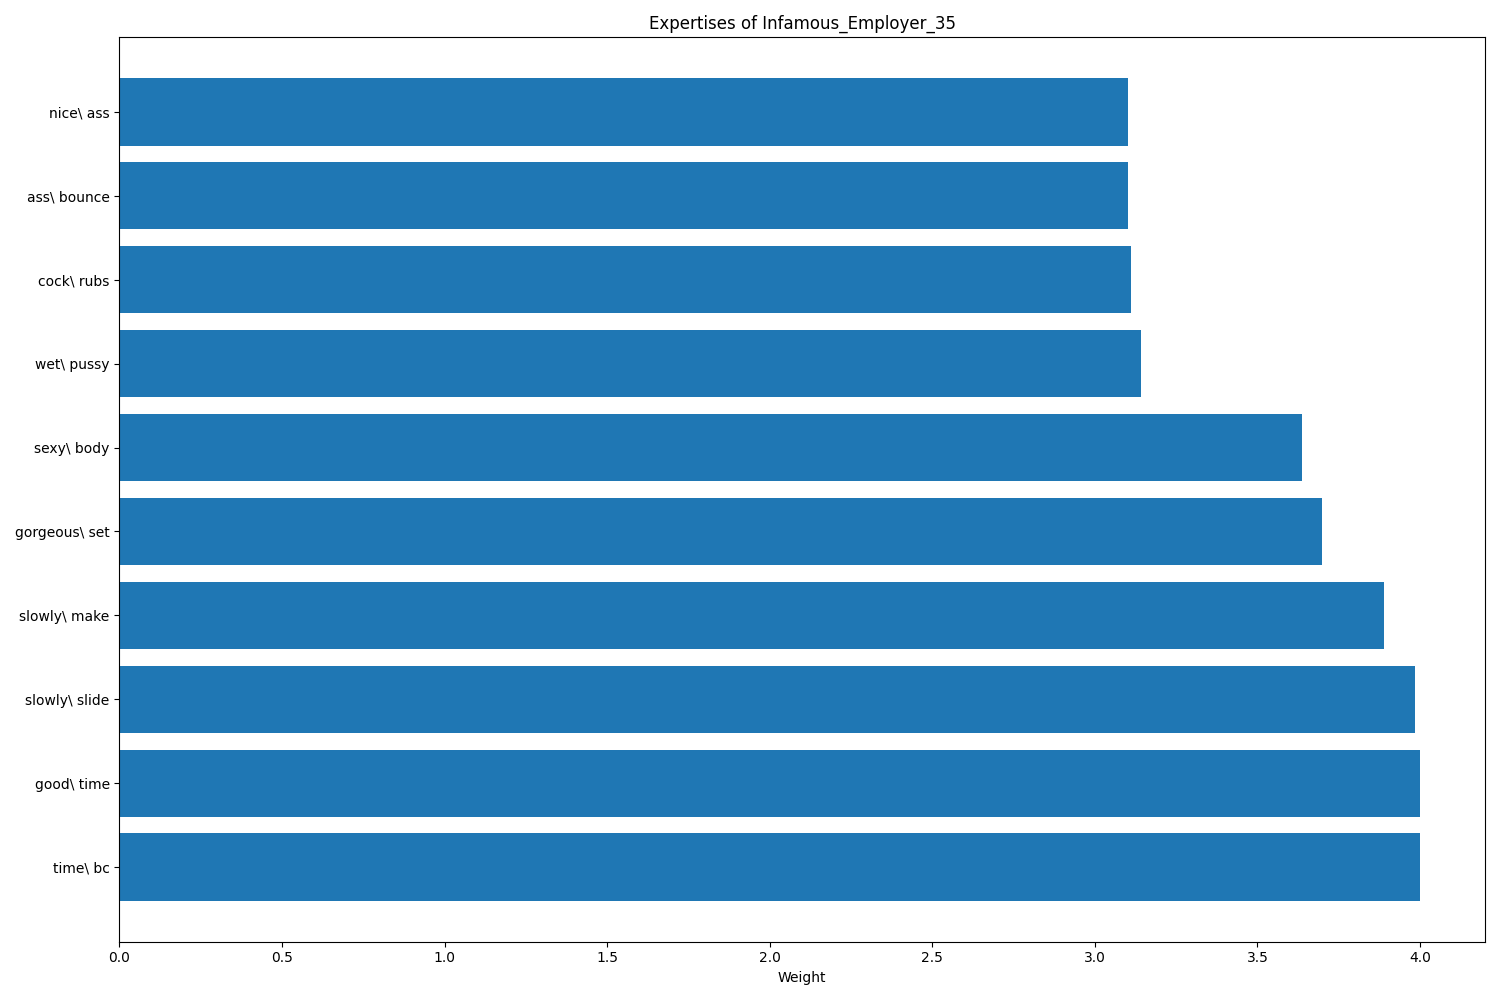 Expertises of Infamous_Employer_35
nice\ ass
ass\ bounce
cock\ rubs
wet\ pussy
sexy\ body
gorgeous\ set
slowly\ make
slowly\ slide
good\ time
time\ bc
0.0 0.5 1.0 1.5 2.0 2.5 3.0 3.5 4.0
Weight